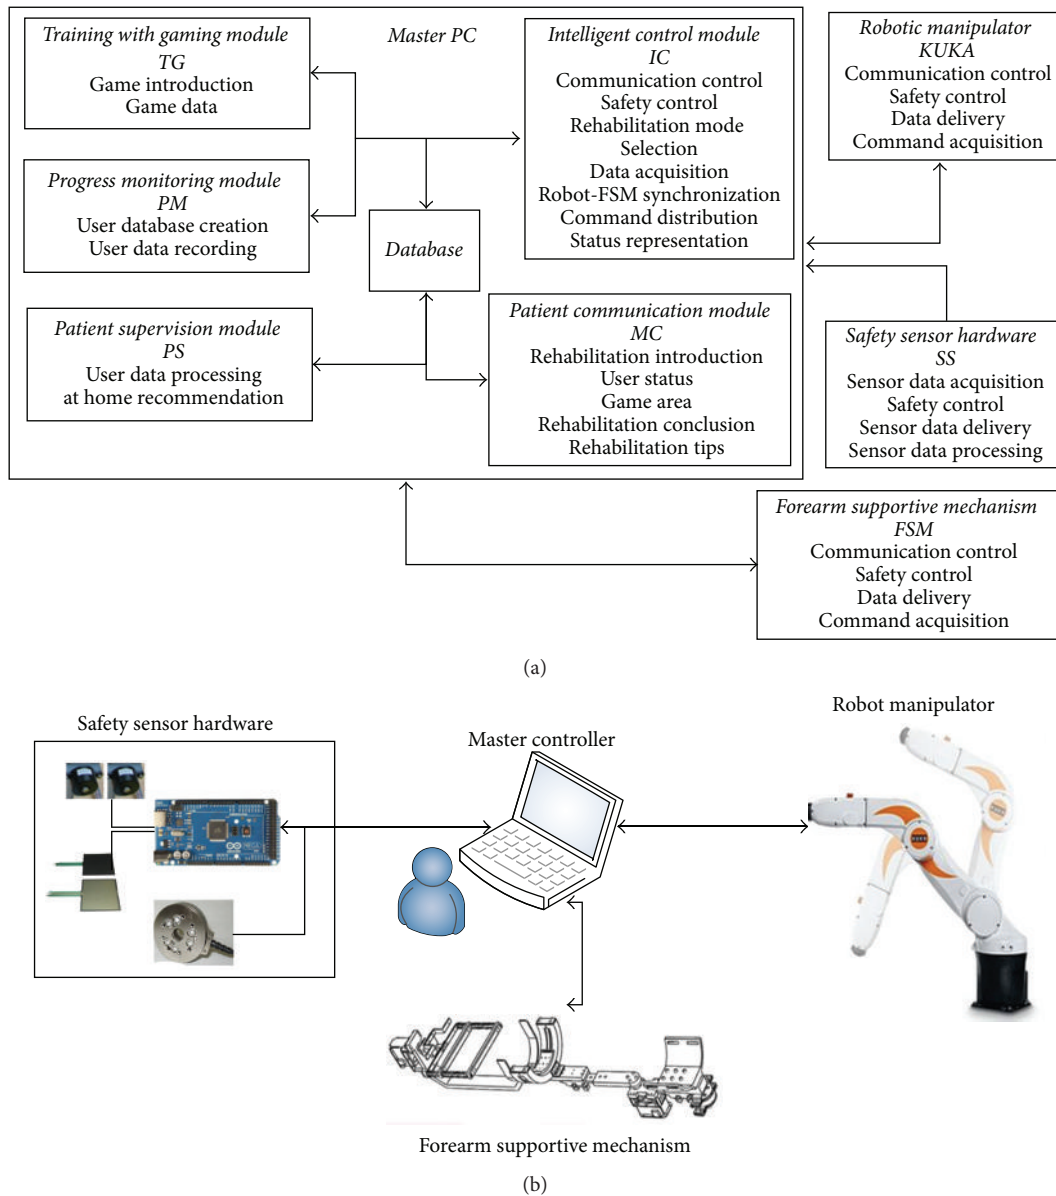 Training with gaming module
TG
Game introduction
Game data
Master PC
Intelligent control module
IC
Communication control
Safety control
Rehabilitation mode
Selection
Data acquisition
Robot-FSM synchronization
Command distribution
Status representation
Robotic manipulator
KUKA
Communication control
Safety control
Data delivery
Command acquisition
Progress monitoring module
PM
User database creation
User data recording
Database
Patient supervision module
PS
User data processing
at home recommendation
Patient communication module
MC
Rehabilitation introduction
User status
Game area
Rehabilitation conclusion
Rehabilitation tips
Safety sensor hardware
SS
Sensor data acquisition
Safety control
Sensor data delivery
Sensor data processing
Forearm supportive mechanism
FSM
Communication control
Safety control
Data delivery
Command acquisition
(a)
Safety sensor hardware
Master controller
Robot manipulator
KUKA
Forearm supportive mechanism
(b)